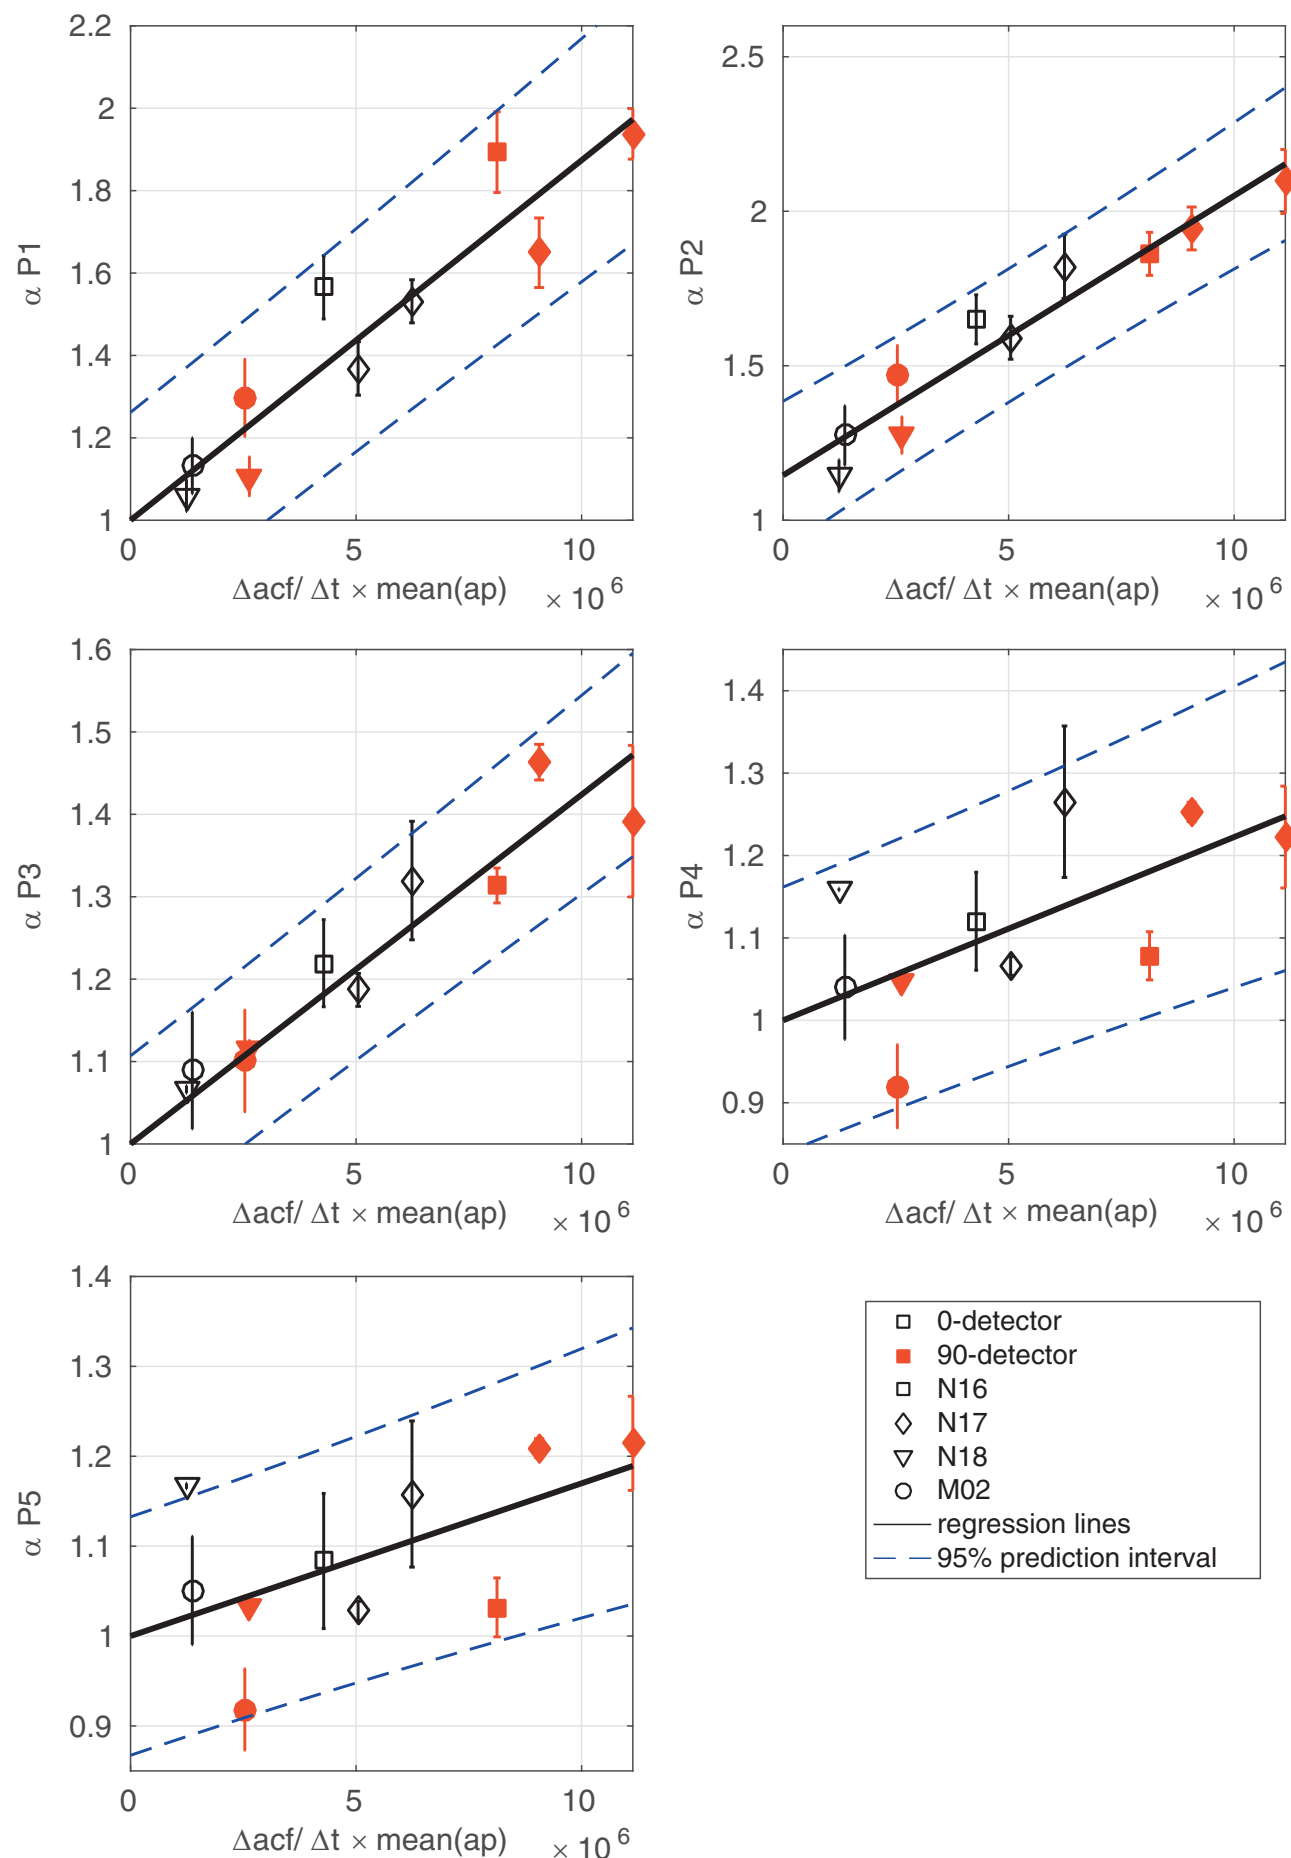 2.2
2
1.8
1.6
1.4
1.2
1
α P1
0
5
10
Δacf/ Δt × mean(ap)
× 10 6
2.5
2
1.5
1
α P2
0
5
10
Δacf/ Δt × mean(ap)
× 10 6
1.6
1.5
1.4
1.3
1.2
1.1
1
α P3
0
5
10
Δacf/ Δt × mean(ap)
× 10 6
1.4
1.3
1.2
1.1
1
0.9
α P4
0
5
10
Δacf/ Δt × mean(ap)
× 10 6
1.4
1.3
1.2
1.1
1
0.9
α P5
0
5
10
Δacf/ Δt × mean(ap)
× 10 6
0-detector
90-detector
N16
N17
N18
M02
regression lines
95% prediction interval